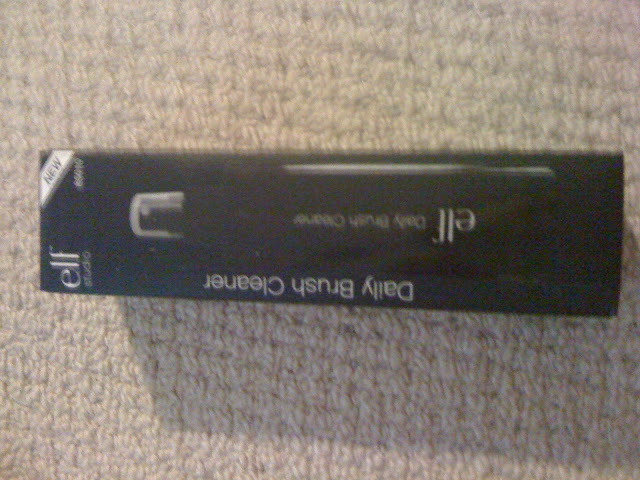 NEW
elf
studio
elf Daily Brush Cleaner
Daily Brush Cleaner